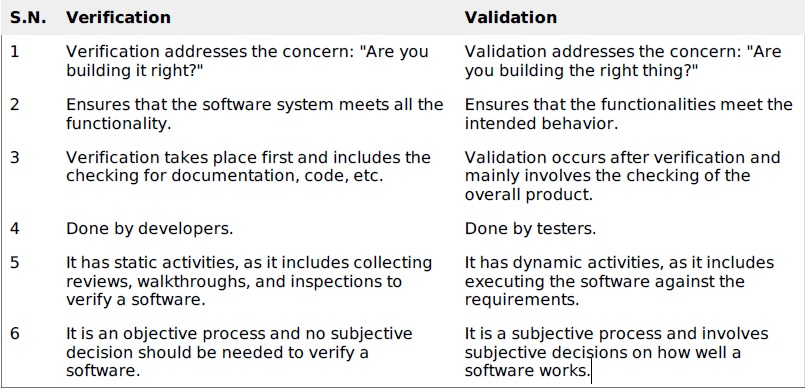 S.N. Verification Validation
1 Verification addresses the concern: "Are you Validation addresses the concern: "Are
building it right?" you building the right thing?"
2 Ensures that the software system meets all the Ensures that the functionalities meet the
functionality. intended behavior.
3 Verification takes place first and includes the Validation occurs after verification and
checking for documentation, code, etc. mainly involves the checking of the
overall product.
4 Done by developers. Done by testers.
5 It has static activities, as it includes collecting It has dynamic activities, as it includes
reviews, walkthroughs, and inspections to executing the software against the
verify a software. requirements.
6 It is an objective process and no subjective It is a subjective process and involves
decision should be needed to verify a subjective decisions on how well a
software. software works.